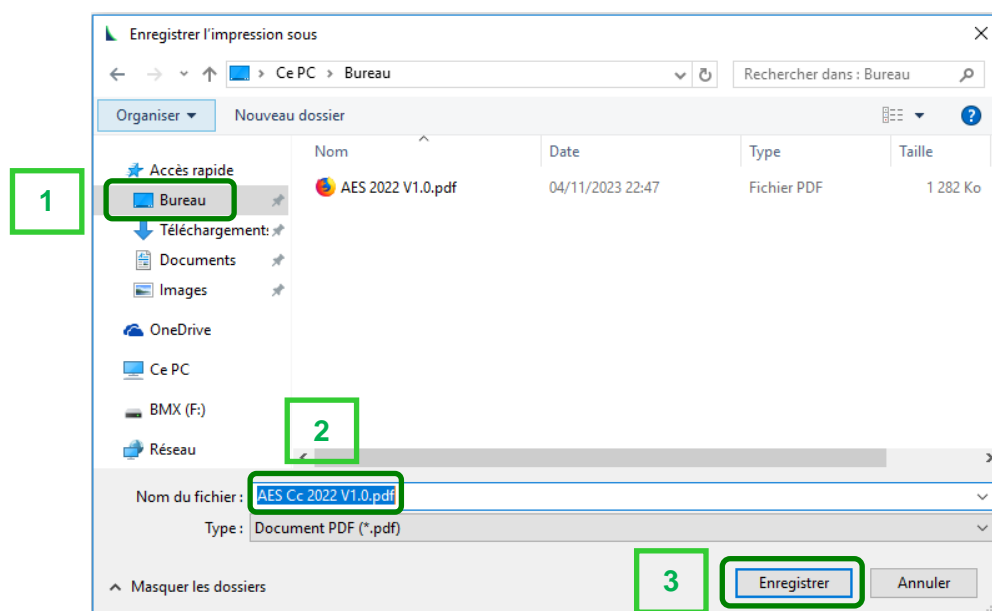 Enregistrer l'impression sous
Ce PC > Bureau
Rechercher dans : Bureau
Organiser
Nouveau dossier
?
Nom
Date
Type
Taille
Accès rapide
1
Bureau
Téléchargement:
Documents
Images
OneDrive
Ce PC
BMX (F:)
Réseau
AES 2022 V1.0.pdf
04/11/2023 22:47
Fichier PDF
1 282 Ko
2
Nom du fichier : AES Cc 2022 V1.0.pdf
Type : Document PDF (*.pdf)
Masquer les dossiers
3
Enregistrer
Annuler